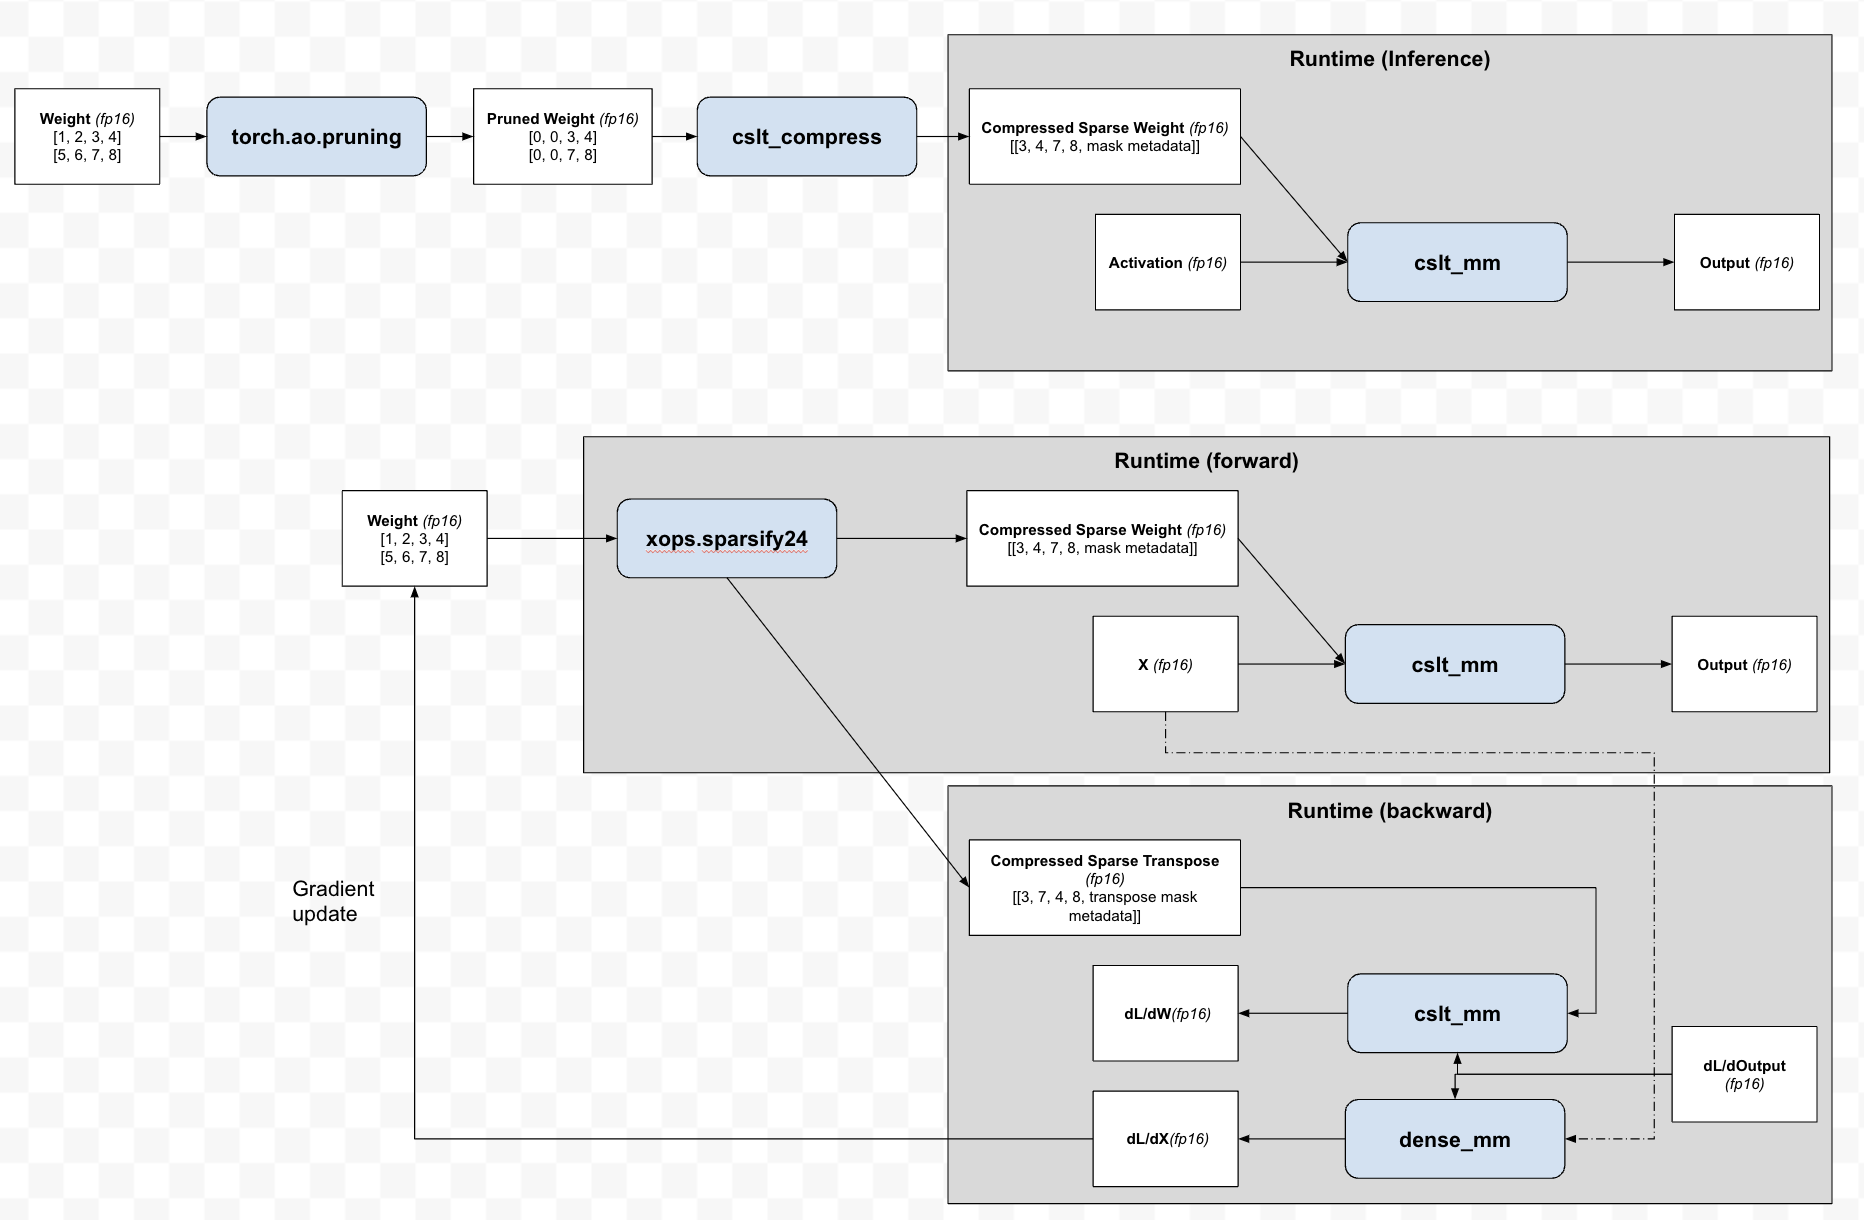 Runtime (Inference)
Weight (fp16)
[1, 2, 3, 4]
[5, 6, 7, 8]
torch.ao.pruning
Pruned Weight (fp16)
[0, 0, 3, 4]
[0, 0, 7, 8]
cslt_compress
Compressed Sparse Weight (fp16)
[[3, 4, 7, 8, mask metadata]]
Activation (fp16)
cslt_mm
Output (fp16)
Runtime (forward)
Weight (fp16)
[1, 2, 3, 4]
[5, 6, 7, 8]
xops.sparsify24
Compressed Sparse Weight (fp16)
[[3, 4, 7, 8, mask metadata]]
X (fp16)
cslt_mm
Output (fp16)
Runtime (backward)
Compressed Sparse Transpose
(fp16)
[[3, 7, 4, 8, transpose mask
metadata]]
Gradient
update
dL/dW(fp16)
cslt_mm
dL/dOutput
(fp16)
dL/dX(fp16)
dense_mm